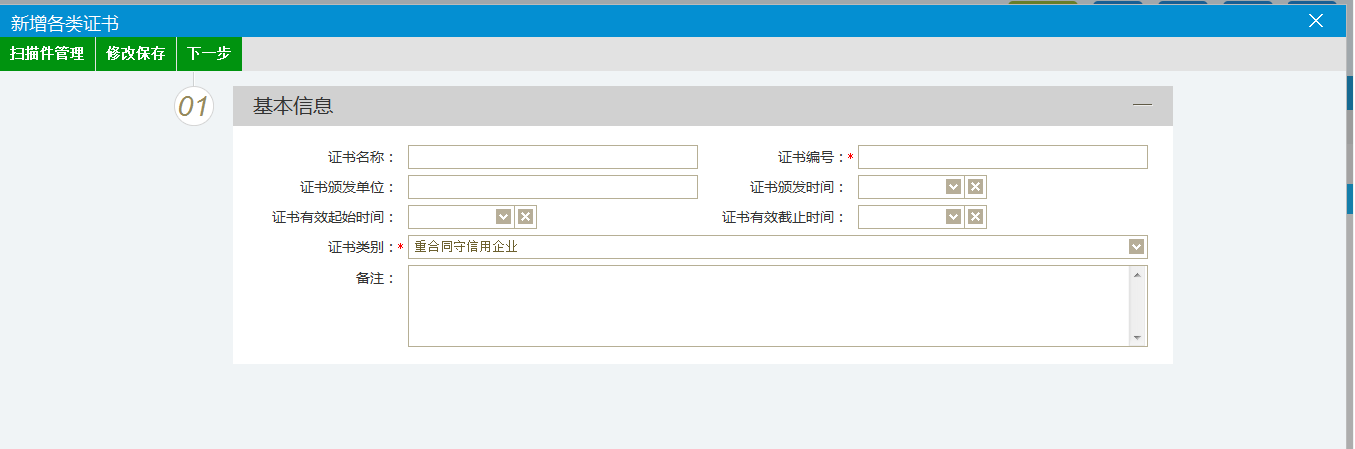 新增各类证书
扫描件管理 修改保存 下一步
01 基本信息
证书名称： 证书编号：*
证书颁发单位： 证书颁发时间：
证书有效起始时间： 证书有效截止时间：
证书类别：* 重合同守信用企业
备注：